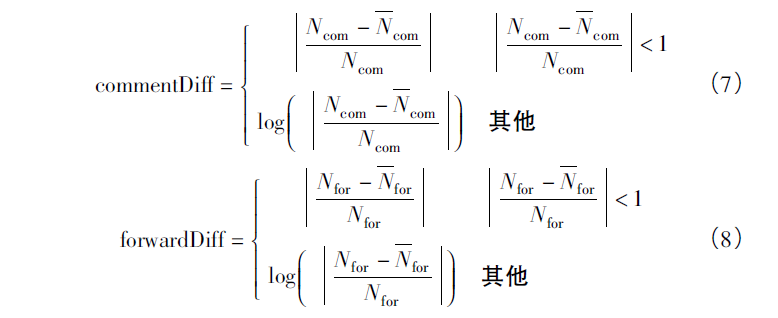 commentDiff = { | (N_com − N̅_com) / N_com |   | (N_com − N̅_com) / N_com | < 1
log( | (N_com − N̅_com) / N_com | )   其他   (7)
forwardDiff = { | (N_for − N̅_for) / N_for |   | (N_for − N̅_for) / N_for | < 1
log( | (N_for − N̅_for) / N_for | )   其他   (8)